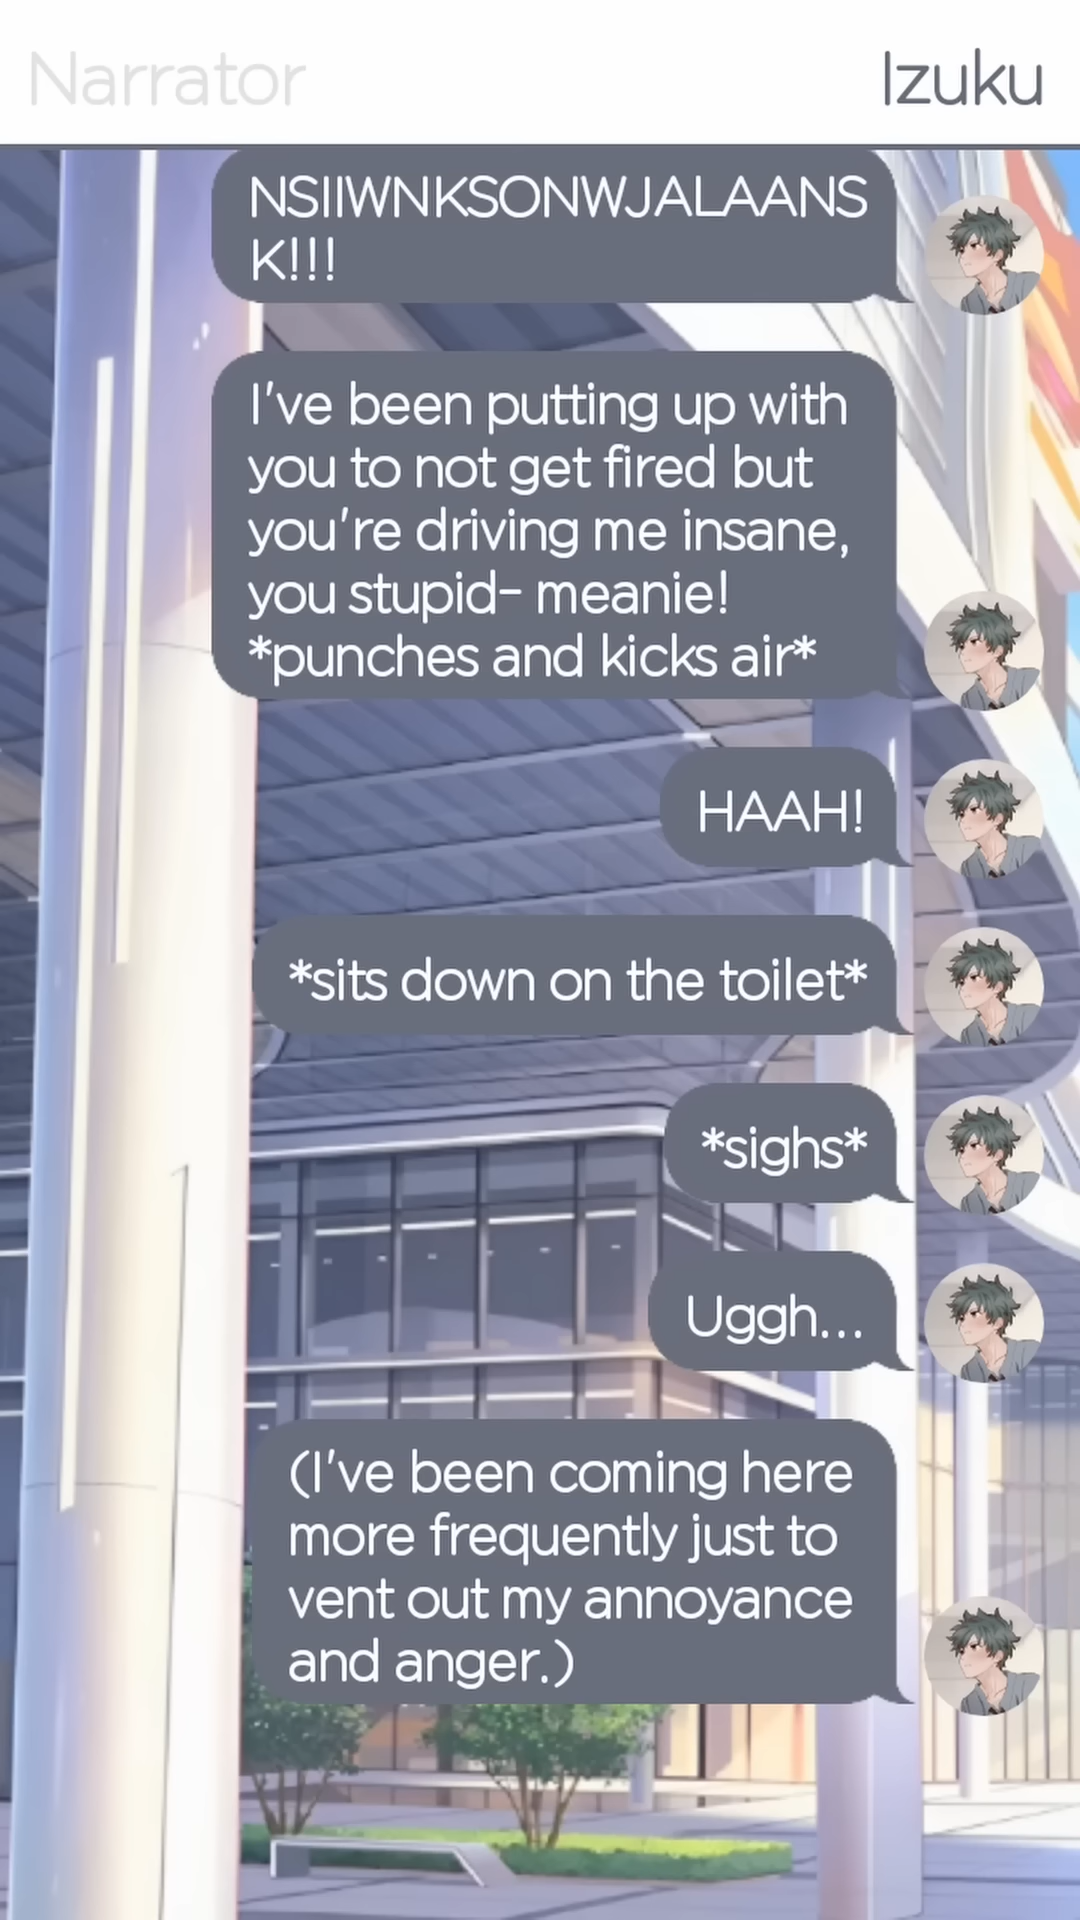 Narrator
Izuku
NSIIWNKSONWJALAANS
K!!!
I've been putting up with
you to not get fired but
you're driving me insane,
you stupid- meanie!
*punches and kicks air*
HAAH!
*sits down on the toilet*
*sighs*
Uggh...
(I've been coming here
more frequently just to
vent out my annoyance
and anger.)